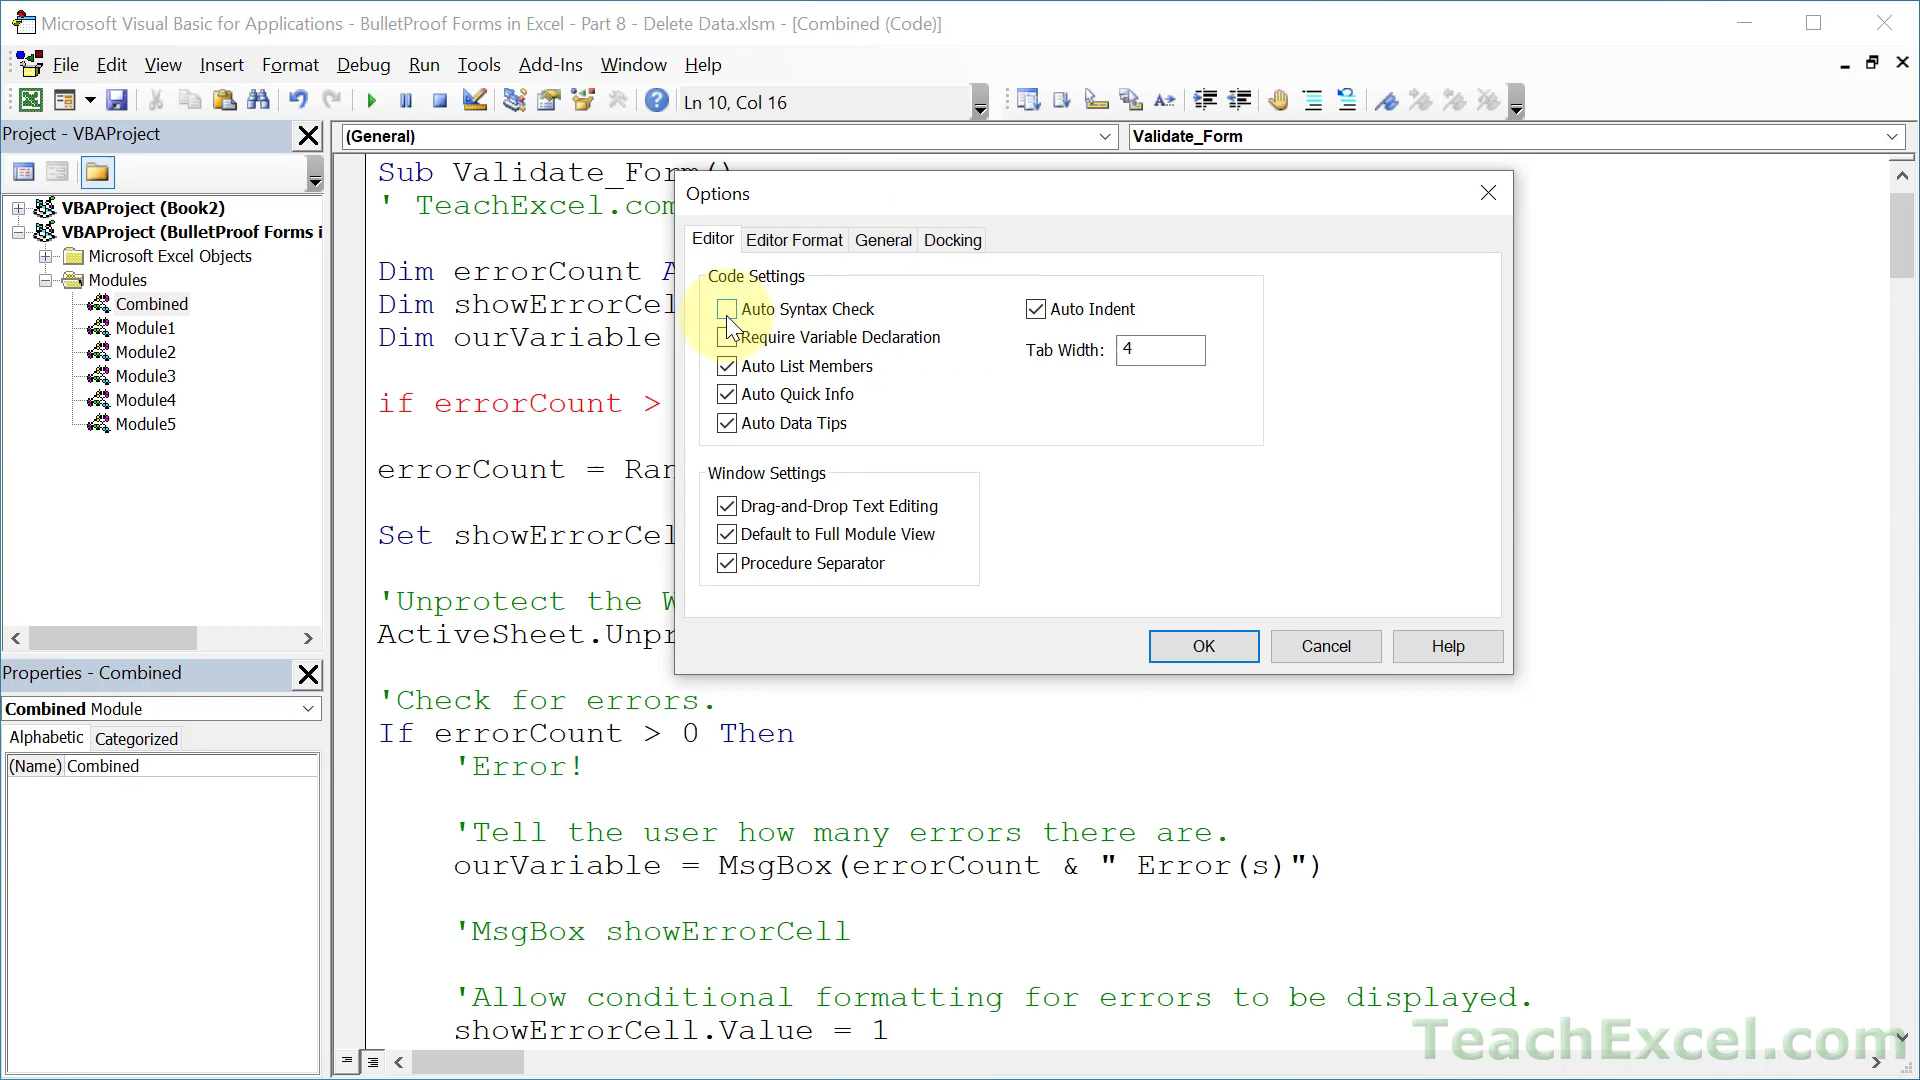 Microsoft Visual Basic for Applications - BulletProof Forms in Excel - Part 8 - Delete Data.xlsm - [Combined (Code)]
File Edit View Insert Format Debug Run Tools Add-Ins Window Help
Ln 10, Col 16
Project - VBAProject
(General)
Validate_Form
VBAProject (Book2)
VBAProject (BulletProof Forms i
Microsoft Excel Objects
Modules
Combined
Module1
Module2
Module3
Module4
Module5
Properties - Combined
Combined Module
Alphabetic Categorized
(Name) Combined
Sub Validate_Form()
' TeachExcel.com
Dim errorCount A
Dim showErrorCel
Dim ourVariable
if errorCount >
errorCount = Ran
Set showErrorCel
'Unprotect the W
ActiveSheet.Unpr
'Check for errors.
If errorCount > 0 Then
'Error!
'Tell the user how many errors there are.
ourVariable = MsgBox(errorCount & " Error(s)")
'MsgBox showErrorCell
'Allow conditional formatting for errors to be displayed.
showErrorCell.Value = 1
Options
Editor Editor Format General Docking
Code Settings
Auto Syntax Check
Require Variable Declaration
Auto List Members
Auto Quick Info
Auto Data Tips
Auto Indent
Tab Width: 4
Window Settings
Drag-and-Drop Text Editing
Default to Full Module View
Procedure Separator
OK Cancel Help
TeachExcel.com